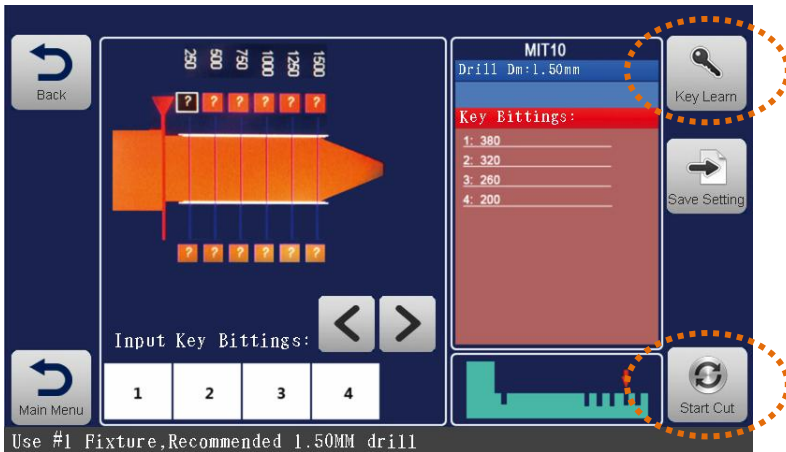 Back
250 500 750 1000 1250 1500
? ? ? ? ? ?
? ? ? ? ? ?
Input Key Bittings: < >
1 2 3 4
Main Menu
MIT10
Drill Dm:1.50mm
Key Bittings:
1: 380
2: 320
3: 260
4: 200
Key Learn
Save Setting
Start Cut
Use #1 Fixture,Recommended 1.50MM drill